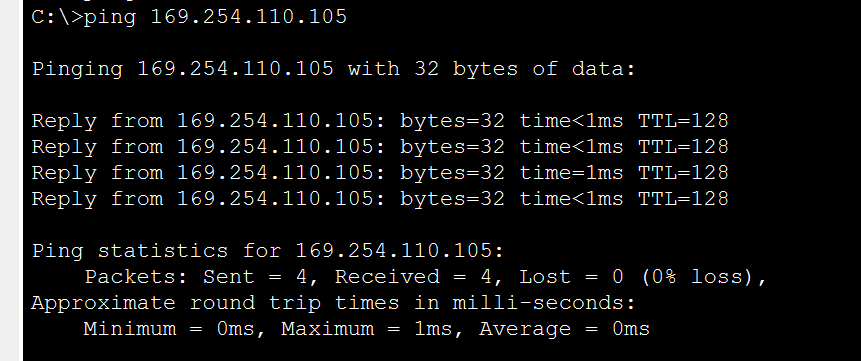 C:\>ping 169.254.110.105
Pinging 169.254.110.105 with 32 bytes of data:
Reply from 169.254.110.105: bytes=32 time<1ms TTL=128
Reply from 169.254.110.105: bytes=32 time<1ms TTL=128
Reply from 169.254.110.105: bytes=32 time=1ms TTL=128
Reply from 169.254.110.105: bytes=32 time<1ms TTL=128
Ping statistics for 169.254.110.105:
    Packets: Sent = 4, Received = 4, Lost = 0 (0% loss),
Approximate round trip times in milli-seconds:
    Minimum = 0ms, Maximum = 1ms, Average = 0ms